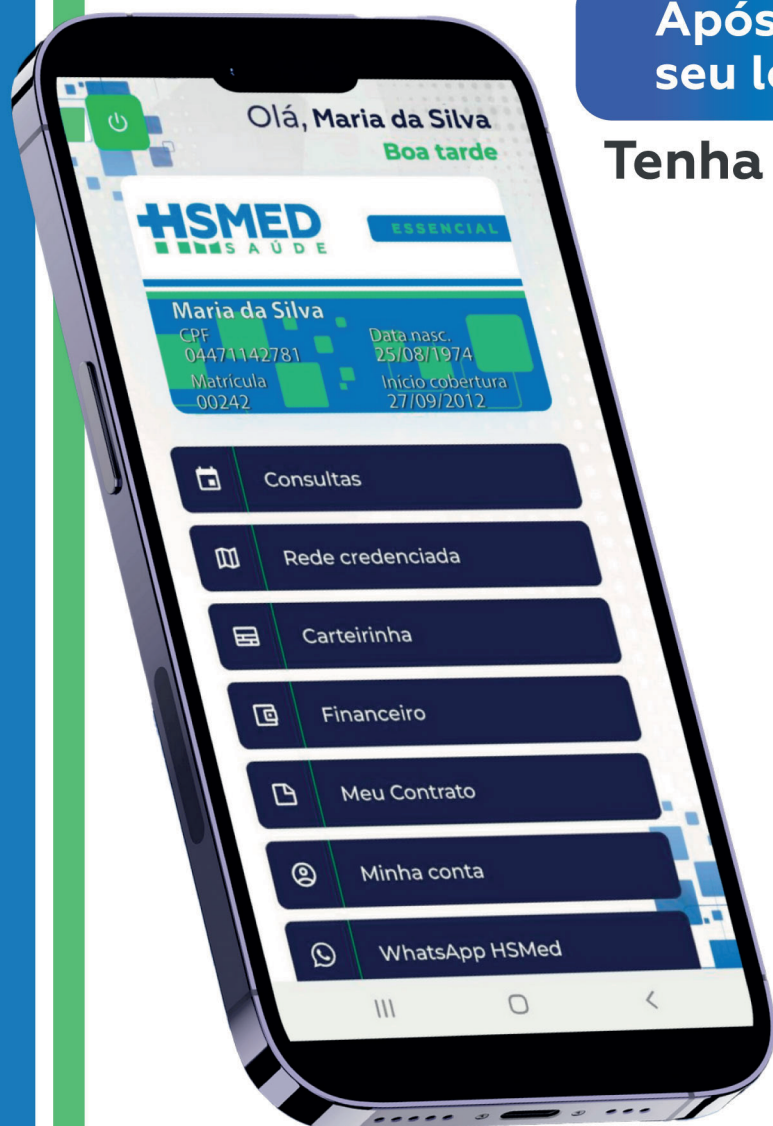 Após
seu lo
Tenha
Olá, Maria da Silva
Boa tarde
HSMED
SAÚDE
ESSENCIAL
Maria da Silva
CPF
04471142781
Data nasc.
25/08/1974
Matrícula
00242
Início cobertura
27/09/2012
Consultas
Rede credenciada
Carteirinha
Financeiro
Meu Contrato
Minha conta
WhatsApp HSMed